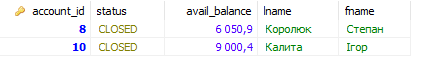 account_id status avail_balance lname fname
8 CLOSED 6 050,9 Королюк Степан
10 CLOSED 9 000,4 Калита Ігор